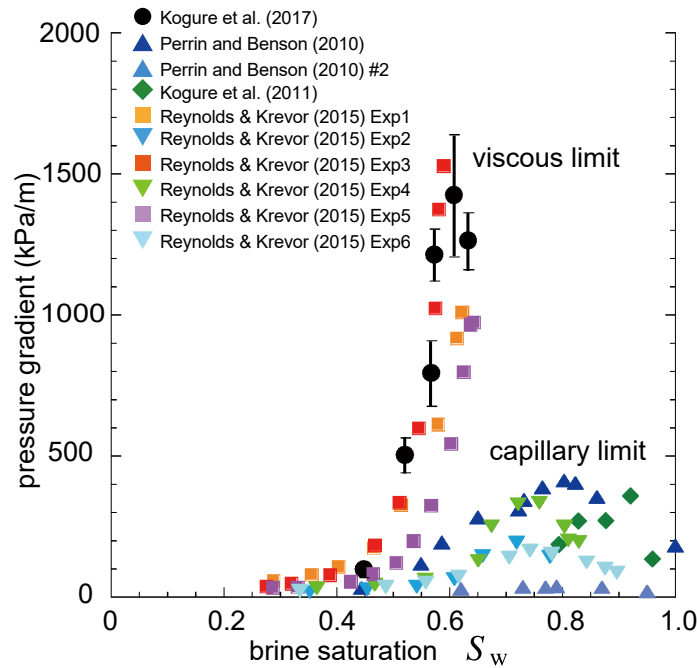 2000
1500
1000
500
0
pressure gradient (kPa/m)
Kogure et al. (2017)
Perrin and Benson (2010)
Perrin and Benson (2010) #2
Kogure et al. (2011)
Reynolds & Krevor (2015) Exp1
Reynolds & Krevor (2015) Exp2
Reynolds & Krevor (2015) Exp3
Reynolds & Krevor (2015) Exp4
Reynolds & Krevor (2015) Exp5
Reynolds & Krevor (2015) Exp6
viscous limit
capillary limit
0 0.2 0.4 0.6 0.8 1.0
brine saturation Sw